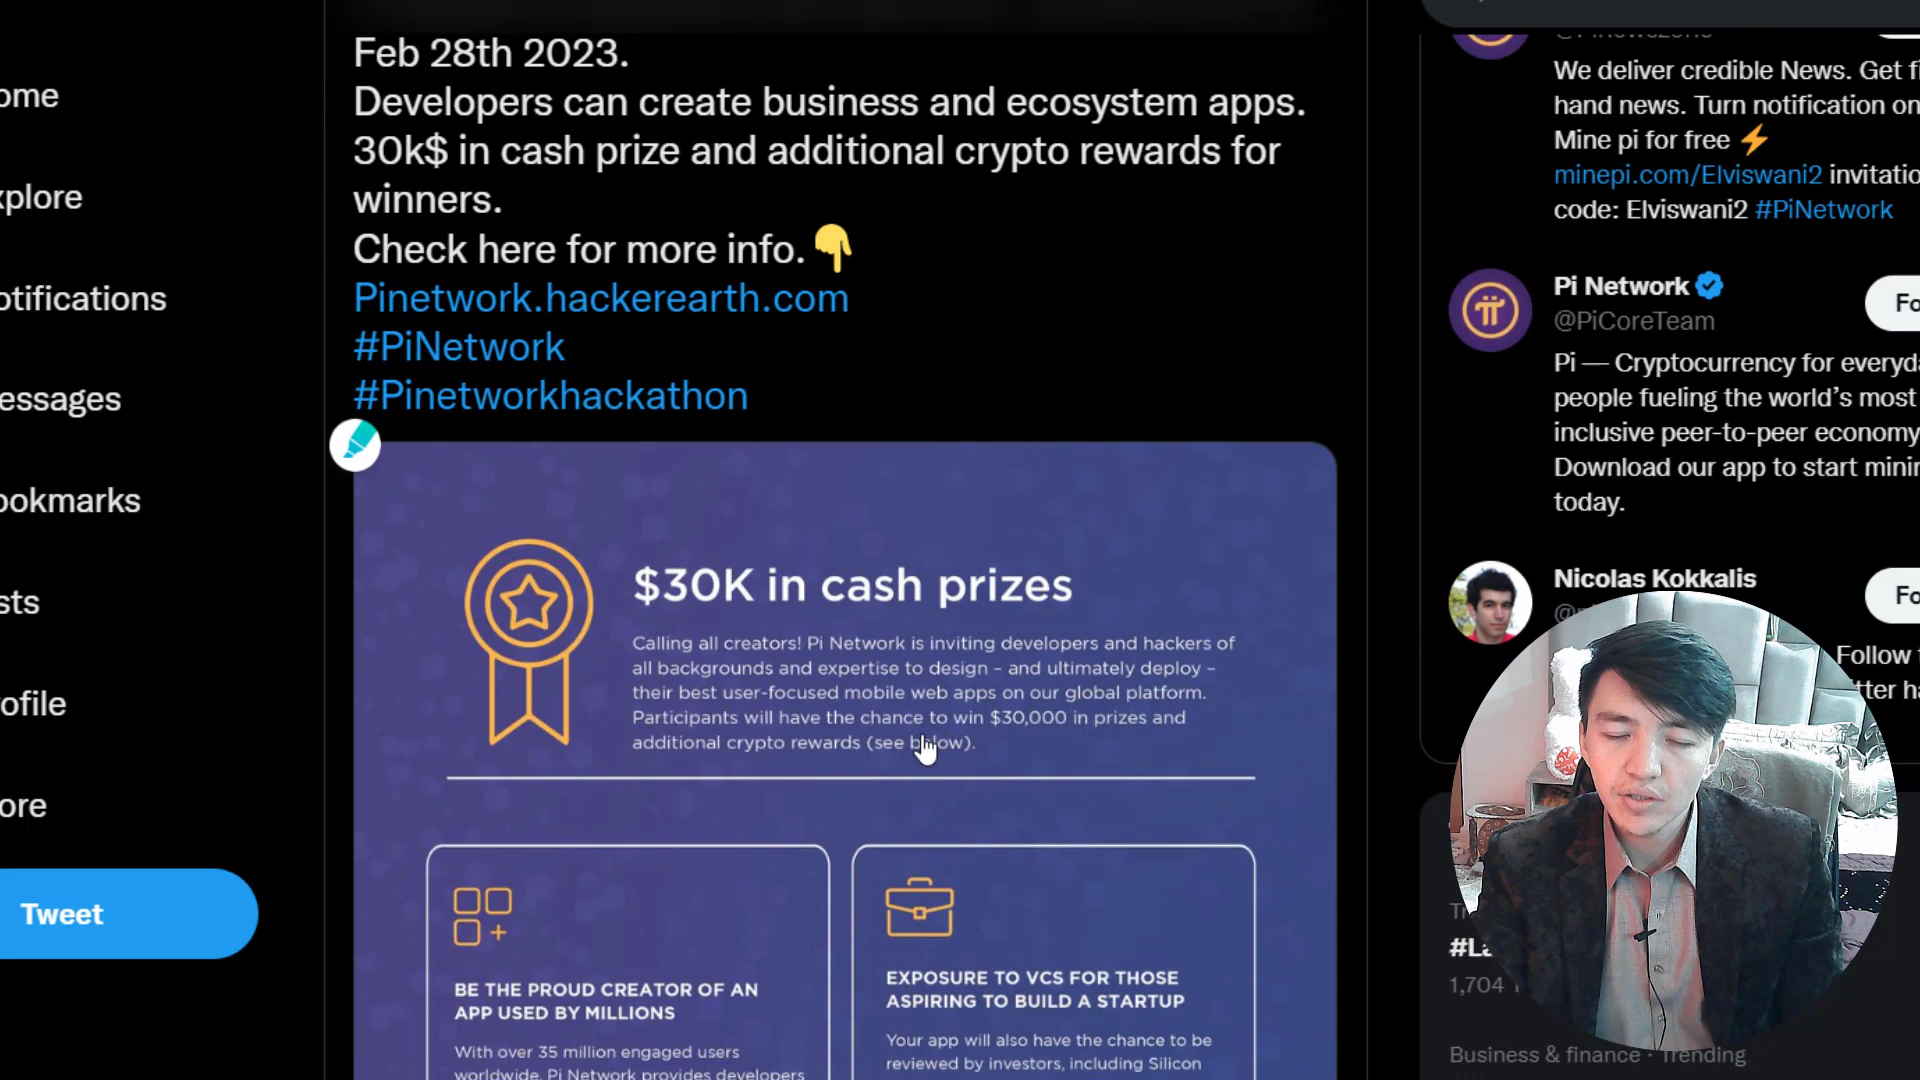 ome
xplore
otifications
essages
ookmarks
sts
rofile
ore
Tweet
Feb 28th 2023.
Developers can create business and ecosystem apps.
30k$ in cash prize and additional crypto rewards for
winners.
Check here for more info.👇
Pinetwork.hackerearth.com
#PiNetwork
#Pinetworkhackathon
$30K in cash prizes
Calling all creators! Pi Network is inviting developers and hackers of
all backgrounds and expertise to design – and ultimately deploy –
their best user-focused mobile web apps on our global platform.
Participants will have the chance to win $30,000 in prizes and
additional crypto rewards (see below).
BE THE PROUD CREATOR OF AN
APP USED BY MILLIONS
With over 35 million engaged users
worldwide, Pi Network provides developers
EXPOSURE TO VCS FOR THOSE
ASPIRING TO BUILD A STARTUP
Your app will also have the chance to be
reviewed by investors, including Silicon
We deliver credible News. Get fi
hand news. Turn notification on
Mine pi for free ⚡
minepi.com/Elviswani2 invitatio
code: Elviswani2 #PiNetwork
Pi Network
@PiCoreTeam
Fo
Pi — Cryptocurrency for everyda
people fueling the world's most
inclusive peer-to-peer economy
Download our app to start minin
today.
Nicolas Kokkalis
Fo
Follow
tter ha
#La
1,704
Business & finance · Trending